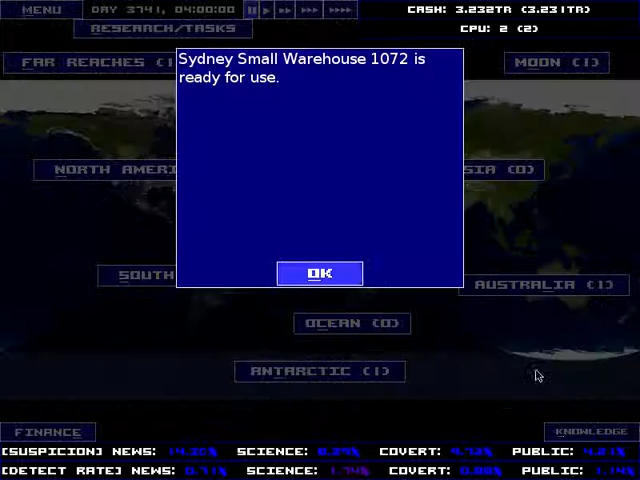 MENU DAY 3741, 04:00:00 CASH: 3.232TR (3.231TR)
RESEARCH/TASKS CPU: 2 (2)
Sydney Small Warehouse 1072 is
ready for use.
FAR REACHES (1 MOON (1)
NORTH AMERI SIA (0)
OK
SOUTH AUSTRALIA (1)
OCEAN (0)
ANTARCTIC (1)
FINANCE KNOWLEDGE
[SUSPICION] NEWS: SCIENCE: COVERT: PUBLIC:
[DETECT RATE] NEWS: SCIENCE: COVERT: PUBLIC: